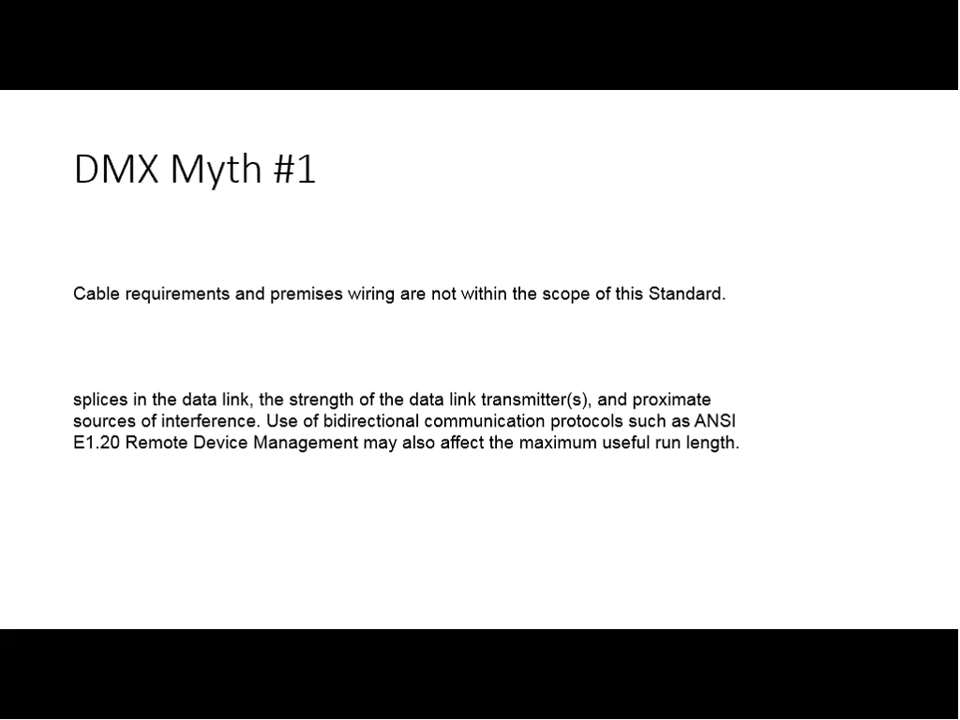 DMX Myth #1
Cable requirements and premises wiring are not within the scope of this Standard.
splices in the data link, the strength of the data link transmitter(s), and proximate
sources of interference. Use of bidirectional communication protocols such as ANSI
E1.20 Remote Device Management may also affect the maximum useful run length.